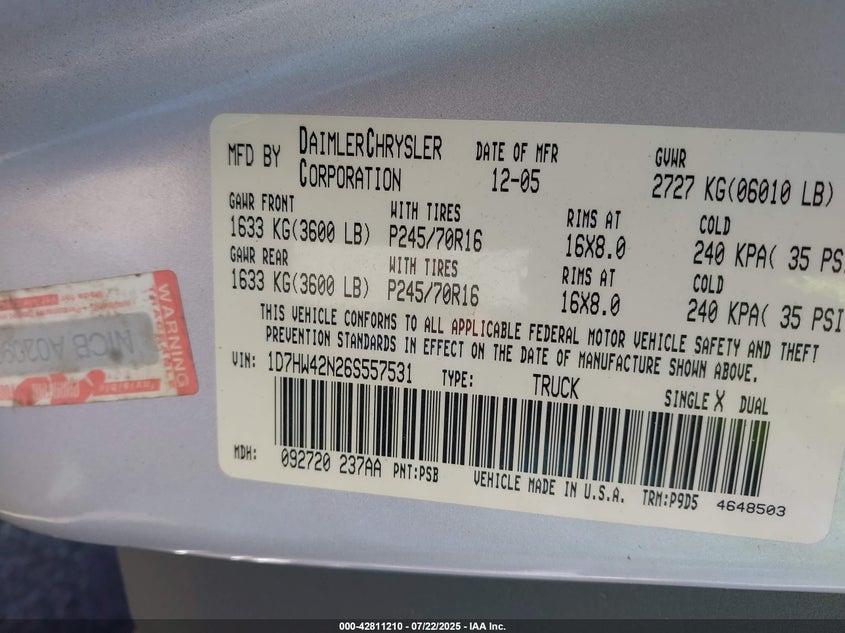 MFD BY DAIMLERCHRYSLER CORPORATION DATE OF MFR 12-05 GVWR 2727 KG(06010 LB)
GAWR FRONT WITH TIRES RIMS AT COLD
1633 KG(3600 LB) P245/70R16 16X8.0 240 KPA( 35 PS
GAWR REAR WITH TIRES RIMS AT COLD
1633 KG(3600 LB) P245/70R16 16X8.0 240 KPA( 35 PSI
THIS VEHICLE CONFORMS TO ALL APPLICABLE FEDERAL MOTOR VEHICLE SAFETY AND THEFT
PREVENTION STANDARDS IN EFFECT ON THE DATE OF MANUFACTURE SHOWN ABOVE.
VIN: 1D7HW42N26S557531 TYPE: TRUCK SINGLE X DUAL
MDH: 092720 237AA PNT:PSB VEHICLE MADE IN U.S.A. TRM:P9D5 4648503
WARNING
NICB
000-42811210 - 07/22/2025 - IAA Inc.